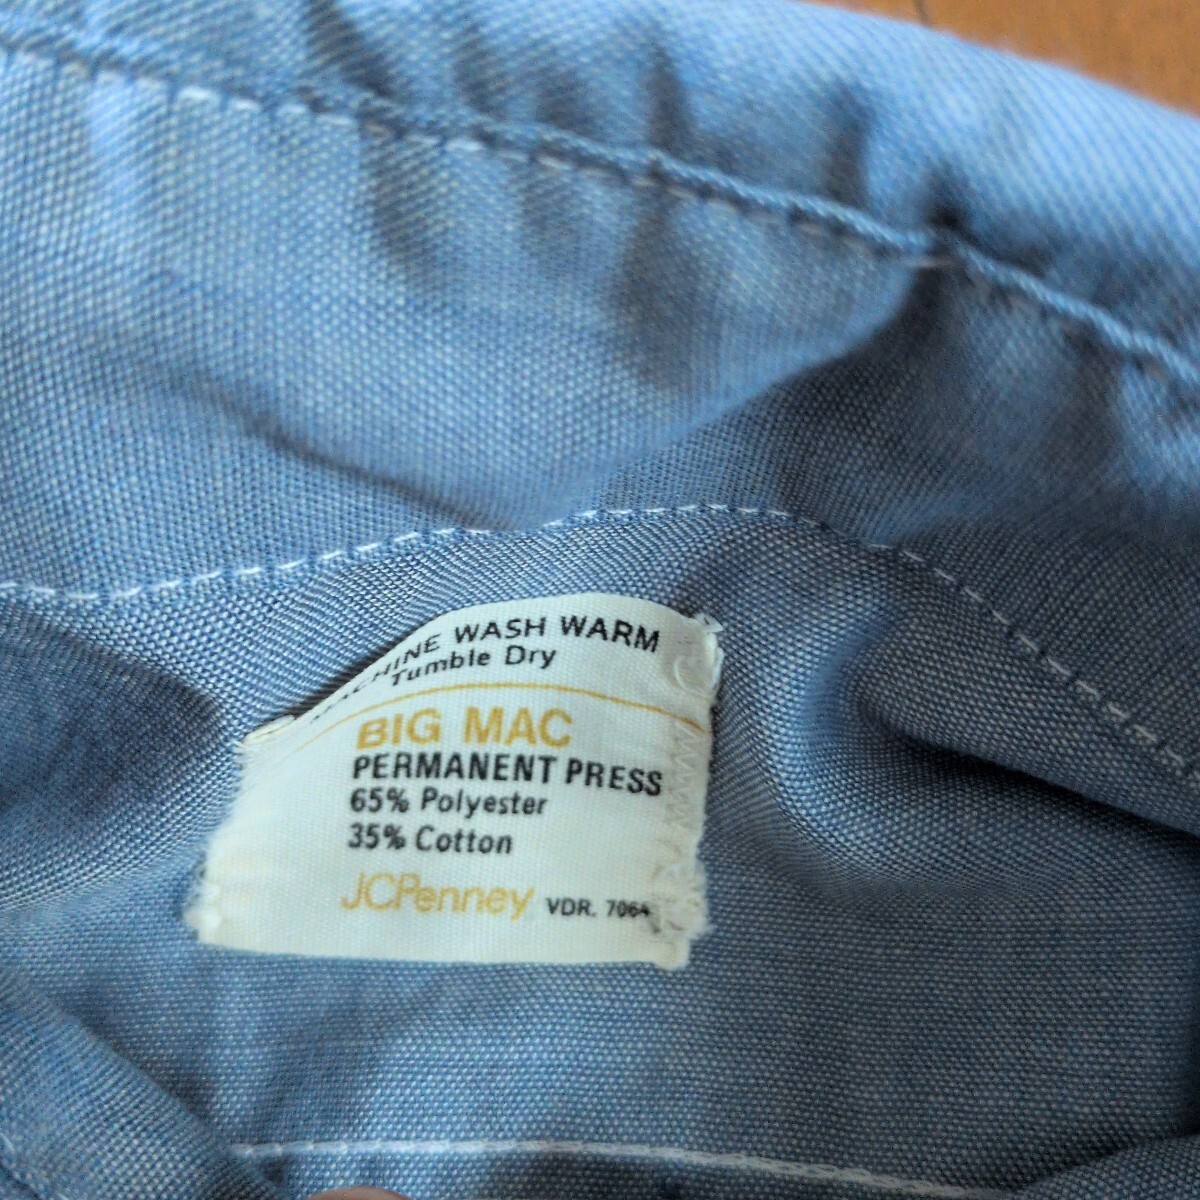 MACHINE WASH WARM
Tumble Dry
BIG MAC
PERMANENT PRESS
65% Polyester
35% Cotton
JCPenney VDR. 7064